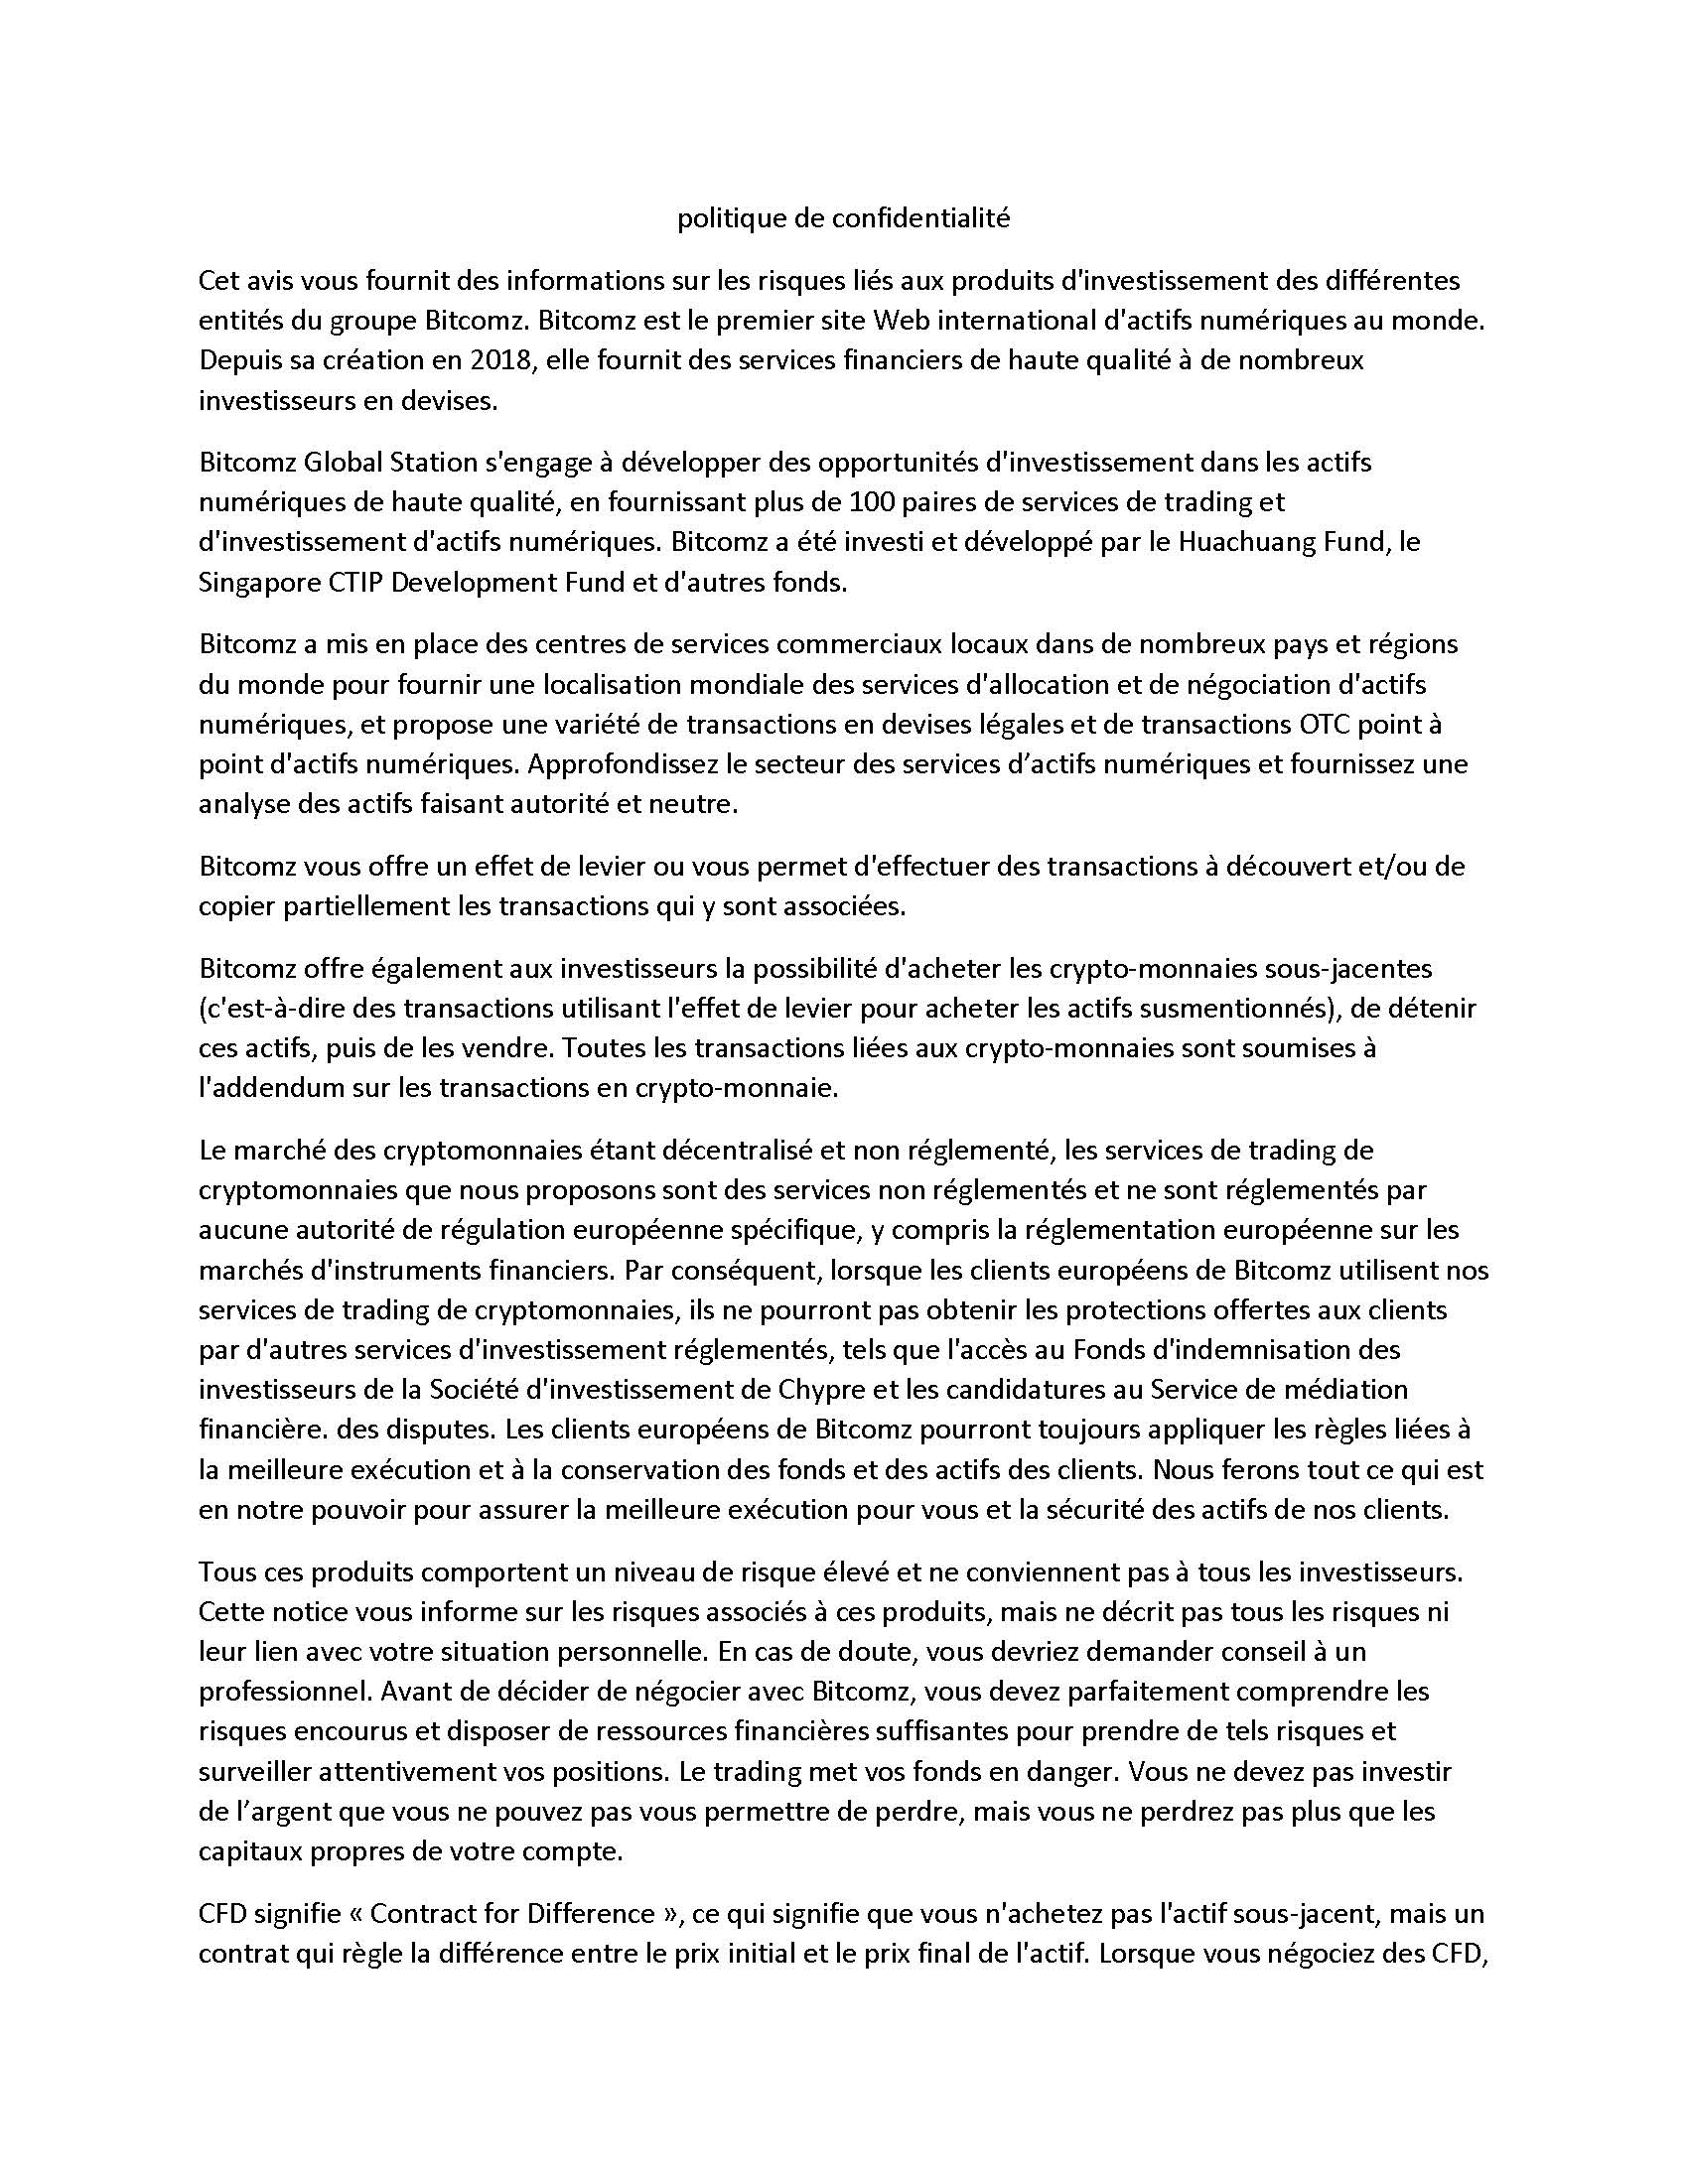 politique de confidentialité
Cet avis vous fournit des informations sur les risques liés aux produits d'investissement des différentes
entités du groupe Bitcomz. Bitcomz est le premier site Web international d'actifs numériques au monde.
Depuis sa création en 2018, elle fournit des services financiers de haute qualité à de nombreux
investisseurs en devises.
Bitcomz Global Station s'engage à développer des opportunités d'investissement dans les actifs
numériques de haute qualité, en fournissant plus de 100 paires de services de trading et
d'investissement d'actifs numériques. Bitcomz a été investi et développé par le Huachuang Fund, le
Singapore CTIP Development Fund et d'autres fonds.
Bitcomz a mis en place des centres de services commerciaux locaux dans de nombreux pays et régions
du monde pour fournir une localisation mondiale des services d'allocation et de négociation d'actifs
numériques, et propose une variété de transactions en devises légales et de transactions OTC point à
point d'actifs numériques. Approfondissez le secteur des services d’actifs numériques et fournissez une
analyse des actifs faisant autorité et neutre.
Bitcomz vous offre un effet de levier ou vous permet d'effectuer des transactions à découvert et/ou de
copier partiellement les transactions qui y sont associées.
Bitcomz offre également aux investisseurs la possibilité d'acheter les crypto-monnaies sous-jacentes
(c'est-à-dire des transactions utilisant l'effet de levier pour acheter les actifs susmentionnés), de détenir
ces actifs, puis de les vendre. Toutes les transactions liées aux crypto-monnaies sont soumises à
l'addendum sur les transactions en crypto-monnaie.
Le marché des cryptomonnaies étant décentralisé et non réglementé, les services de trading de
cryptomonnaies que nous proposons sont des services non réglementés et ne sont réglementés par
aucune autorité de régulation européenne spécifique, y compris la réglementation européenne sur les
marchés d'instruments financiers. Par conséquent, lorsque les clients européens de Bitcomz utilisent nos
services de trading de cryptomonnaies, ils ne pourront pas obtenir les protections offertes aux clients
par d'autres services d'investissement réglementés, tels que l'accès au Fonds d'indemnisation des
investisseurs de la Société d'investissement de Chypre et les candidatures au Service de médiation
financière. des disputes. Les clients européens de Bitcomz pourront toujours appliquer les règles liées à
la meilleure exécution et à la conservation des fonds et des actifs des clients. Nous ferons tout ce qui est
en notre pouvoir pour assurer la meilleure exécution pour vous et la sécurité des actifs de nos clients.
Tous ces produits comportent un niveau de risque élevé et ne conviennent pas à tous les investisseurs.
Cette notice vous informe sur les risques associés à ces produits, mais ne décrit pas tous les risques ni
leur lien avec votre situation personnelle. En cas de doute, vous devriez demander conseil à un
professionnel. Avant de décider de négocier avec Bitcomz, vous devez parfaitement comprendre les
risques encourus et disposer de ressources financières suffisantes pour prendre de tels risques et
surveiller attentivement vos positions. Le trading met vos fonds en danger. Vous ne devez pas investir
de l’argent que vous ne pouvez pas vous permettre de perdre, mais vous ne perdrez pas plus que les
capitaux propres de votre compte.
CFD signifie « Contract for Difference », ce qui signifie que vous n'achetez pas l'actif sous-jacent, mais un
contrat qui règle la différence entre le prix initial et le prix final de l'actif. Lorsque vous négociez des CFD,